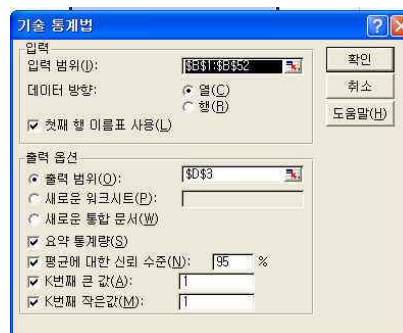 기술 통계법
입력
입력 범위(I): $B$1:$B$52
데이터 방향: 열(C)
행(R)
첫째 행 이름표 사용(L)
확인
취소
도움말(H)
출력 옵션
출력 범위(O): $D$3
새로운 워크시트(P):
새로운 통합 문서(W)
요약 통계량(S)
평균에 대한 신뢰 수준(N): 95 %
K번째 큰 값(A): 1
K번째 작은값(M): 1